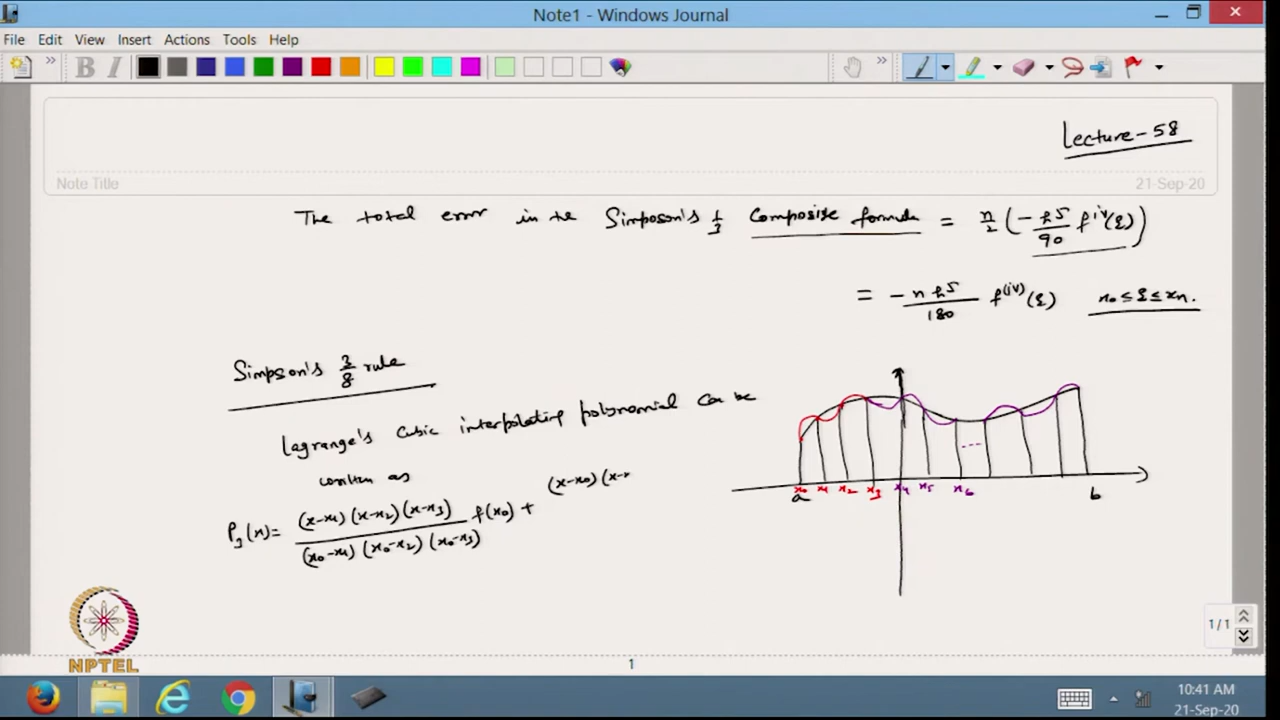 Note1 - Windows Journal
File Edit View Insert Actions Tools Help
B I
Lecture-58
Note Title
21-Sep-20
The total error in the Simposon's 1/3 Composite formula = n/2 (-h^5/90 f^iv(ξ))
= -nh^5/180 f^(iv)(ξ) x0 ≤ ξ ≤ xn.
Simpson's 3/8 rule
Lagrange's Cubic interpolating polynomial can be
written as
P3(x) = (x-x1)(x-x2)(x-x3)/(x0-x1)(x0-x2)(x0-x3) f(x0) + (x-x0)(x-x
x0 x1 x2 x3 x4 x5 x6
a b
...
1/1
NPTEL
1
10:41 AM
21-Sep-20